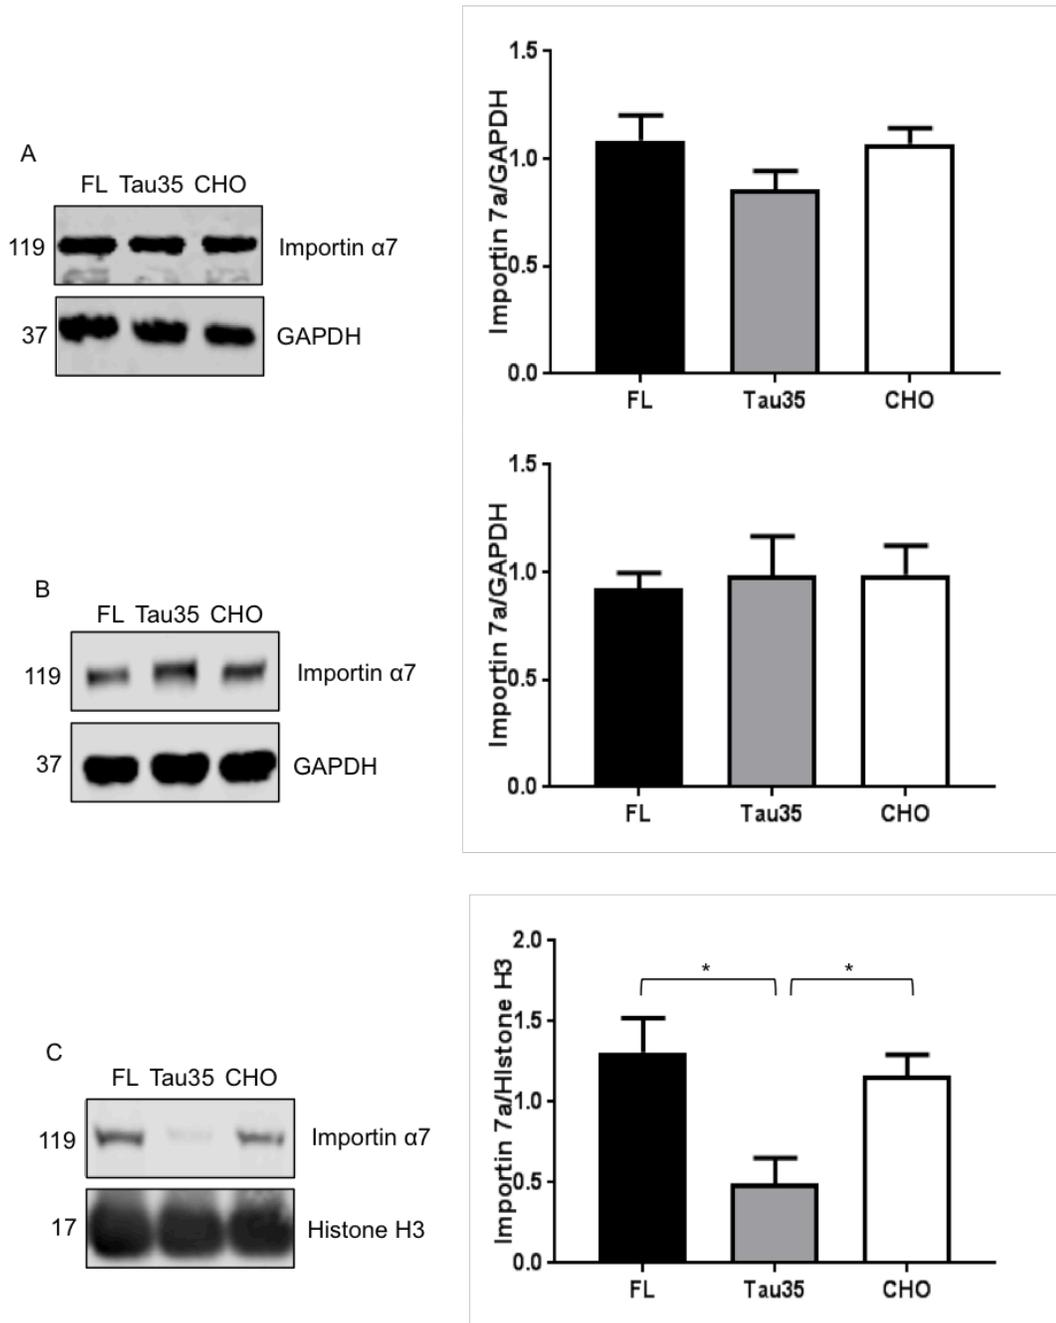 A
FL Tau35 CHO
119 Importin α7
37 GAPDH
Importin 7a/GAPDH
1.5
1.0
0.5
0.0
FL Tau35 CHO
B
FL Tau35 CHO
119 Importin α7
37 GAPDH
Importin 7a/GAPDH
1.5
1.0
0.5
0.0
FL Tau35 CHO
C
FL Tau35 CHO
119 Importin α7
17 Histone H3
Importin 7a/HIstone H3
2.0
* *
1.5
1.0
0.5
0.0
FL Tau35 CHO